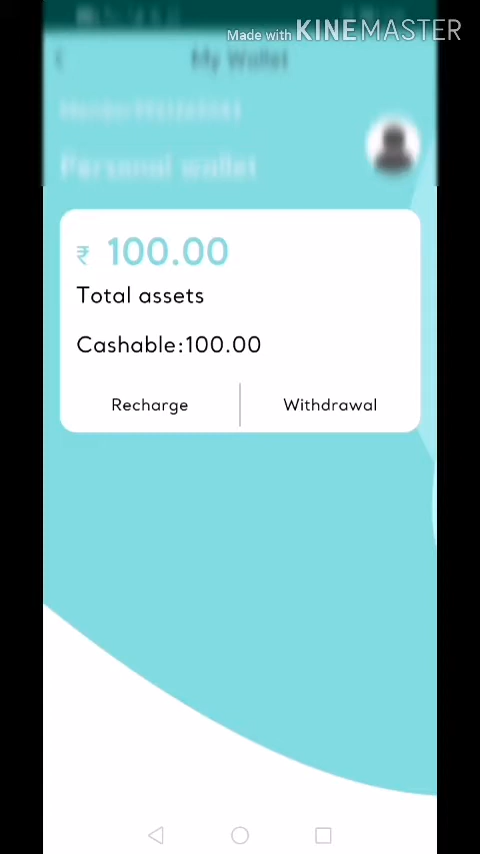 Made with KINEMASTER
My Wallet
Personal wallet
₹ 100.00
Total assets
Cashable:100.00
Recharge
Withdrawal